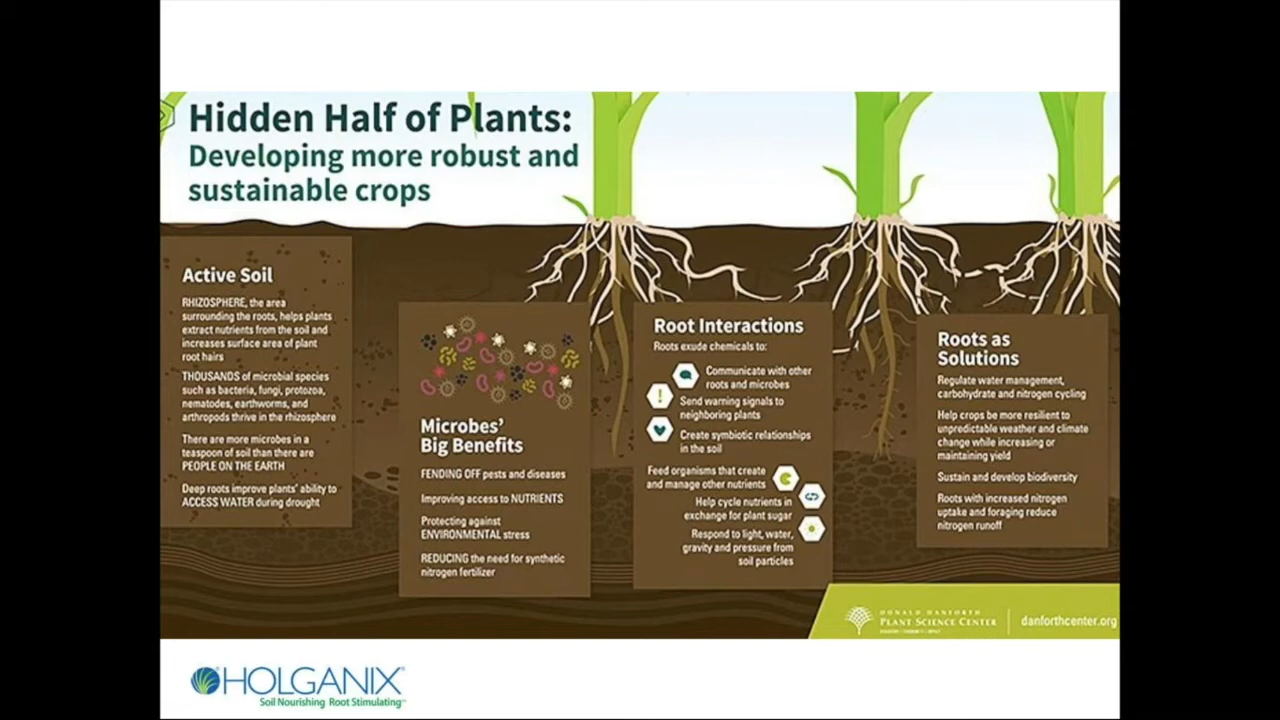 Hidden Half of Plants:
Developing more robust and
sustainable crops
Active Soil
RHIZOSPHERE, the area
surrounding the roots, helps plants
extract nutrients from the soil and
increases surface area of plant
root hairs
THOUSANDS of microbial species
such as bacteria, fungi, protozoa,
nematodes, earthworms, and
arthropods thrive in the rhizosphere
There are more microbes in a
teaspoon of soil than there are
PEOPLE ON THE EARTH
Deep roots improve plants' ability to
ACCESS WATER during drought
Microbes'
Big Benefits
FENDING OFF pests and diseases
Improving access to NUTRIENTS
Protecting against
ENVIRONMENTAL stress
REDUCING the need for synthetic
nitrogen fertilizer
Root Interactions
Roots exude chemicals to:
Communicate with other
roots and microbes
Send warning signals to
neighboring plants
Create symbiotic relationships
in the soil
Feed organisms that create
and manage other nutrients
Help cycle nutrients in
exchange for plant sugar
Respond to light, water,
gravity and pressure from
soil particles
Roots as
Solutions
Regulate water management,
carbohydrate and nitrogen cycling
Help crops be more resilient to
unpredictable weather and climate
change while increasing or
maintaining yield
Sustain and develop biodiversity
Roots with increased nitrogen
uptake and foraging reduce
nitrogen runoff
DONALD DANFORTH
PLANT SCIENCE CENTER
danforthcenter.org
HOLGANIX
Soil Nourishing Root Stimulating